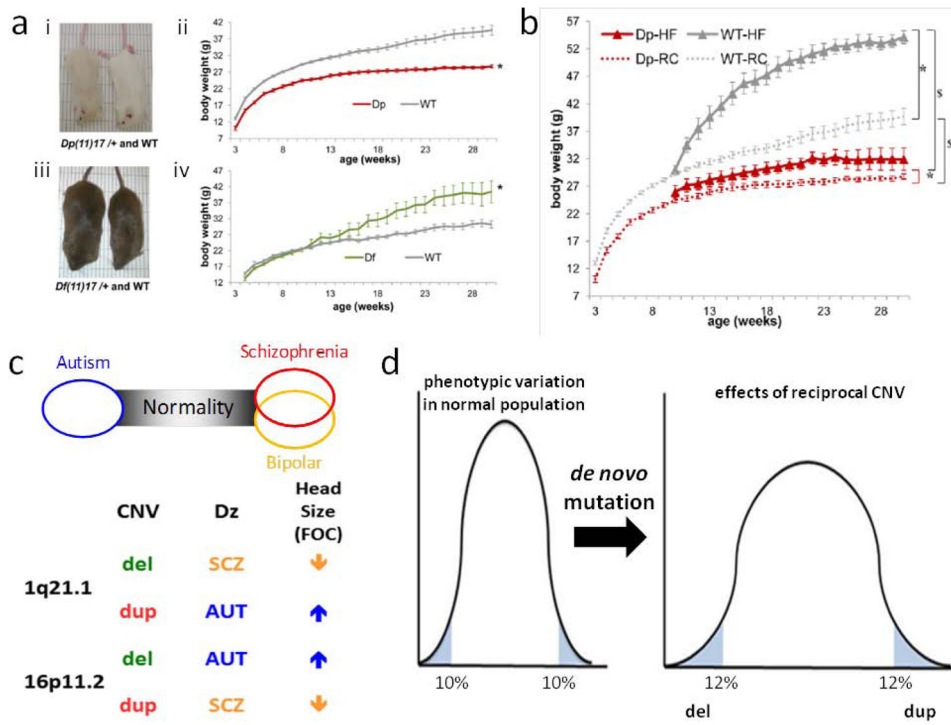 a
i
Dp(11)17 /+ and WT
ii
body weight (g)
42
37
32
27
22
17
12
7
Dp
WT
*
3
8
13
18
23
28
age (weeks)
iii
Df(11)17 /+ and WT
iv
body weight (g)
42
37
32
27
22
17
12
Df
WT
*
3
8
13
18
23
28
age (weeks)
b
body weight (g)
57
52
47
42
37
32
27
22
17
12
7
Dp-HF
WT-HF
Dp-RC
WT-RC
*
$
*
3
8
13
18
23
28
age (weeks)
c
Autism
Normality
Schizophrenia
Bipolar
CNV Dz Head Size (FOC)
1q21.1
del SCZ
dup AUT
16p11.2
del AUT
dup SCZ
d
phenotypic variation
in normal population
10%
10%
de novo
mutation
effects of reciprocal CNV
12%
12%
del
dup